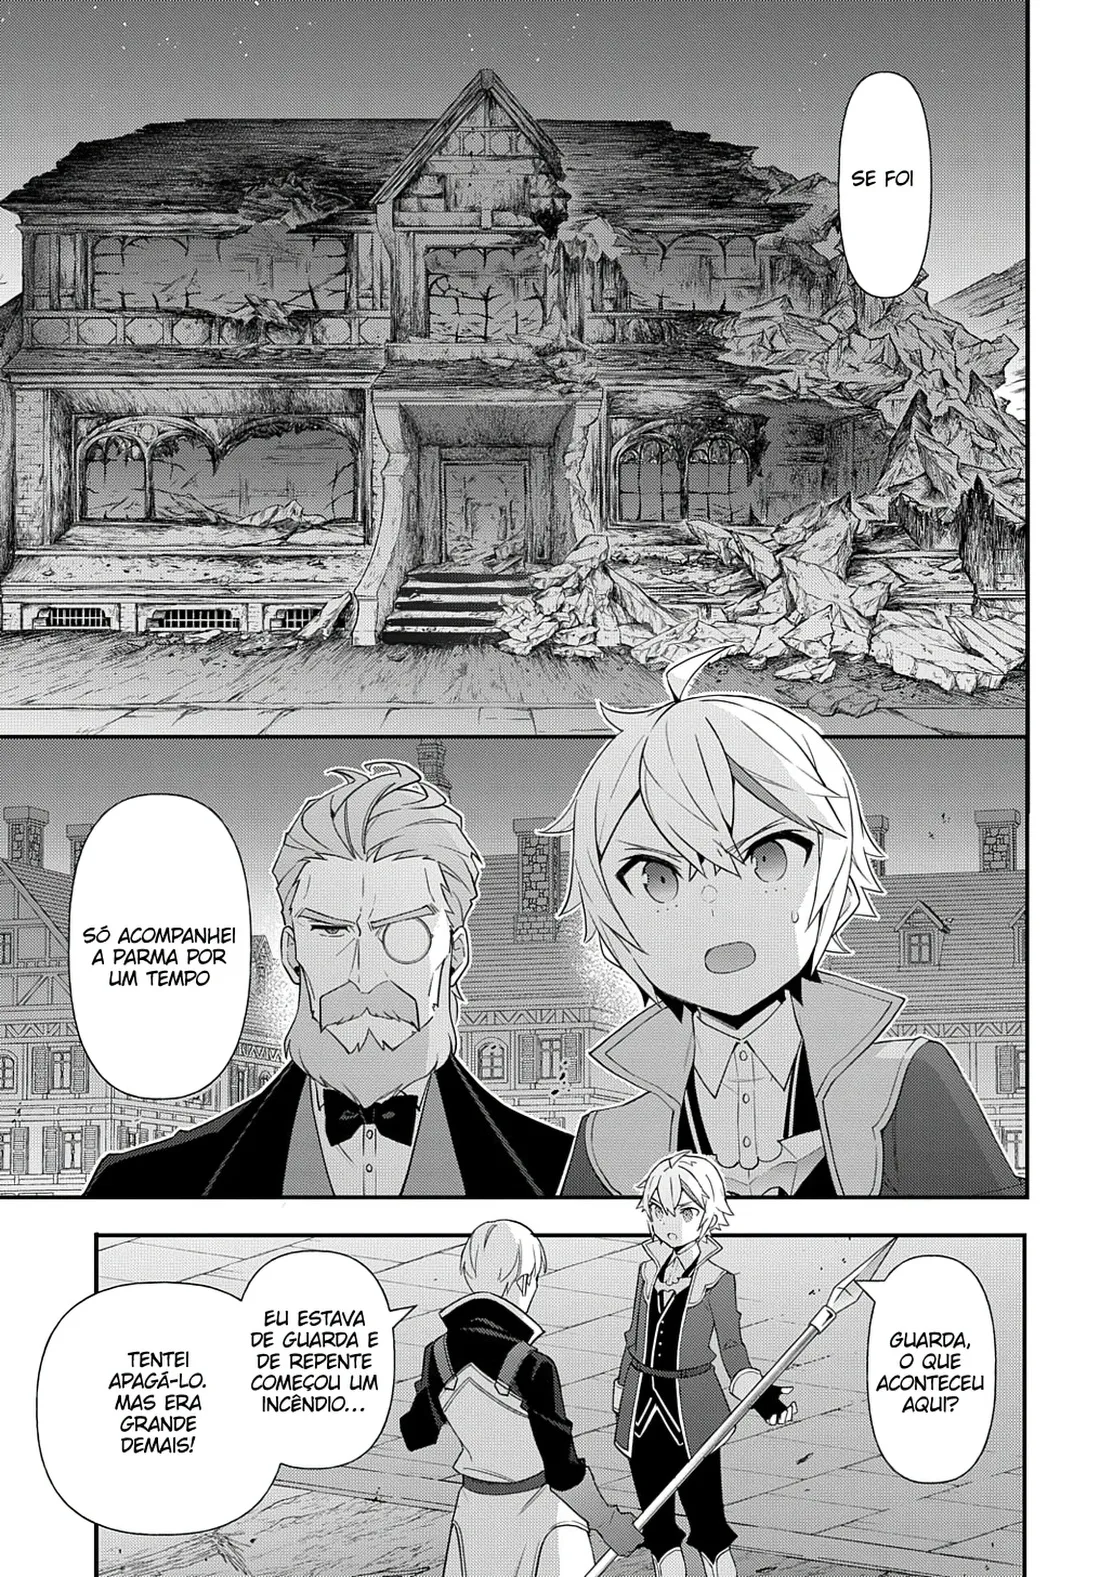 SE FOI
SÓ ACOMPANHEI
A PARMA POR
UM TEMPO
GUARDA,
O QUE
ACONTECEU
AQUI?
EU ESTAVA
DE GUARDA E
DE REPENTE
COMEÇOU UM
INCÊNDIO...
TENTEI
APAGÁ-LO.
MAS ERA
GRANDE
DEMAIS!